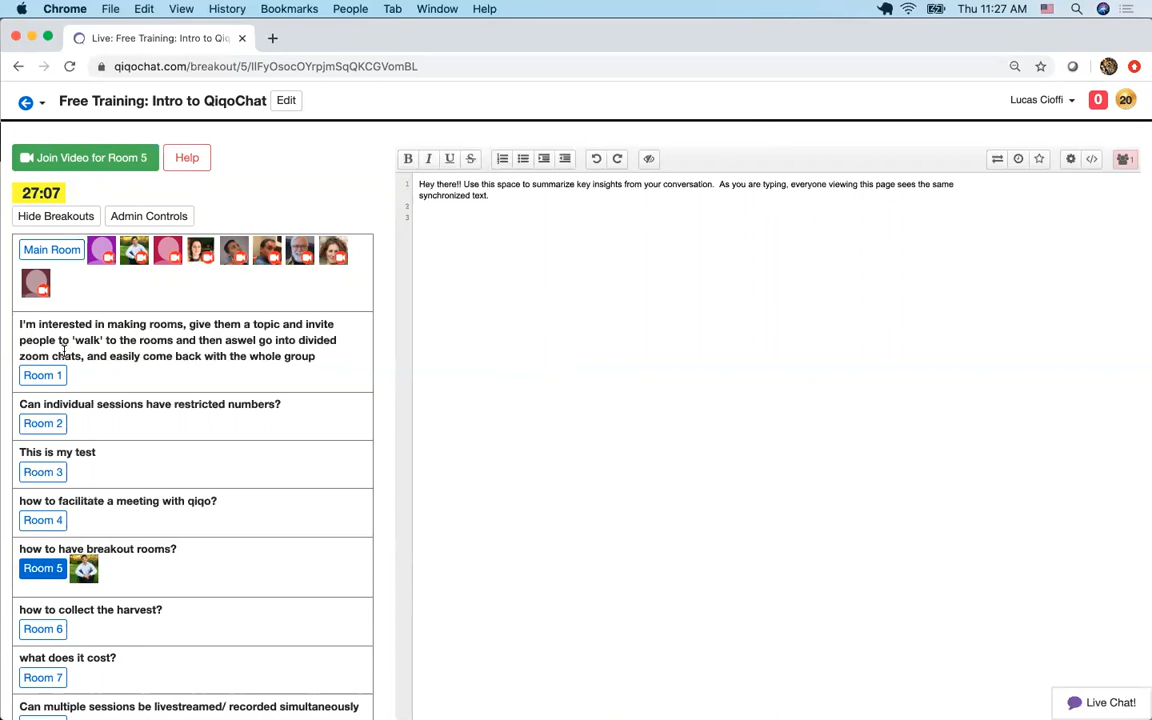 Chrome File Edit View History Bookmarks People Tab Window Help Thu 11:27 AM
Live: Free Training: Intro to Qiq
qiqochat.com/breakout/5/IlFyOsocOYrpjmSqQKCGVomBL
Free Training: Intro to QiqoChat Edit Lucas Cioffi 0 20
Join Video for Room 5 Help
27:07
Hide Breakouts Admin Controls
Main Room
I'm interested in making rooms, give them a topic and invite
people to 'walk' to the rooms and then aswel go into divided
zoom chats, and easily come back with the whole group
Room 1
Can individual sessions have restricted numbers?
Room 2
This is my test
Room 3
how to facilitate a meeting with qiqo?
Room 4
how to have breakout rooms?
Room 5
how to collect the harvest?
Room 6
what does it cost?
Room 7
Can multiple sessions be livestreamed/ recorded simultaneously
B I U S 1
1 Hey there!! Use this space to summarize key insights from your conversation. As you are typing, everyone viewing this page sees the same
synchronized text.
2
3
Live Chat!